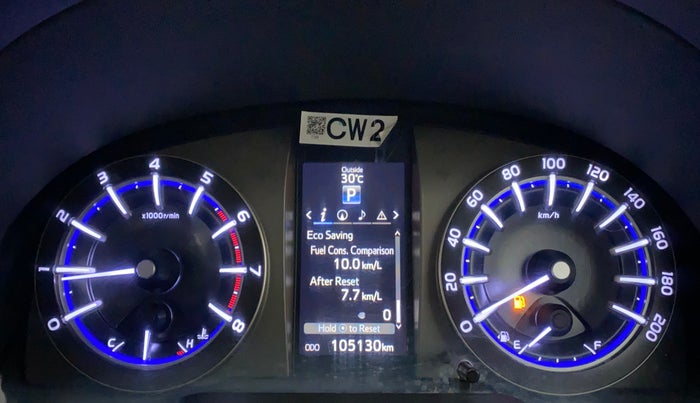 CW2
Outside
30°C
P
i
Eco Saving
Fuel Cons. Comparison
10.0 km/L
After Reset
7.7 km/L
0
Hold to Reset
ODO 105130 km
0 1 2 3 4 5 6 7 8
x1000r/min
C H
0 20 40 60 80 100 120 140 160 180 200
km/h
E F